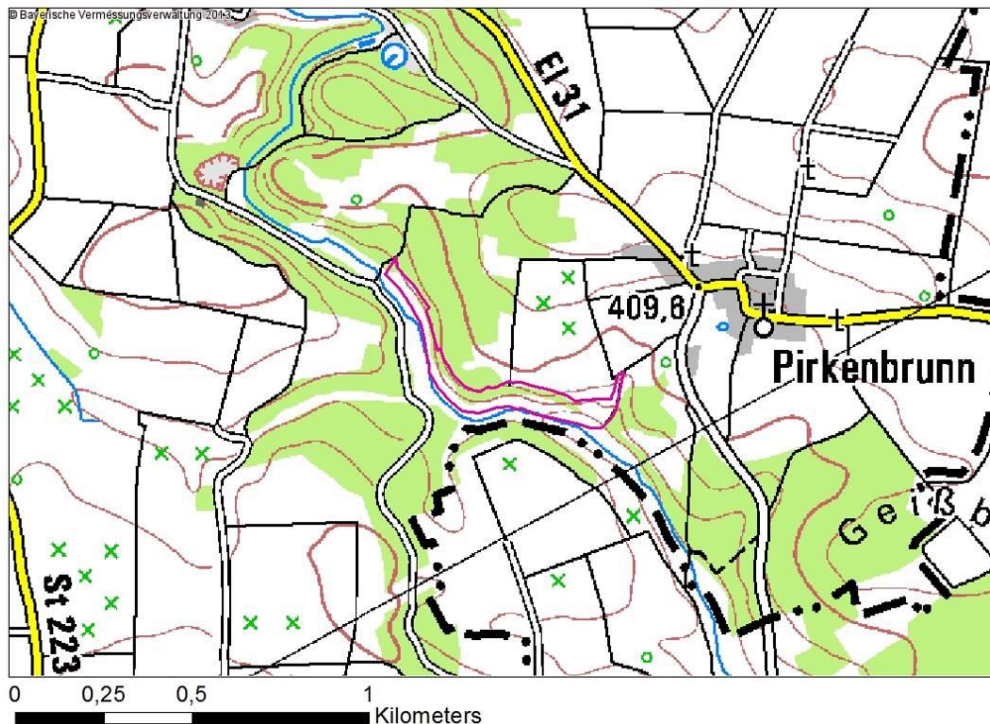 © Bayerische Vermessungsverwaltung 2013
EI 31
409,6
Pirkenbrunn
Geißb
St 223
0 0,25 0,5 1
Kilometers